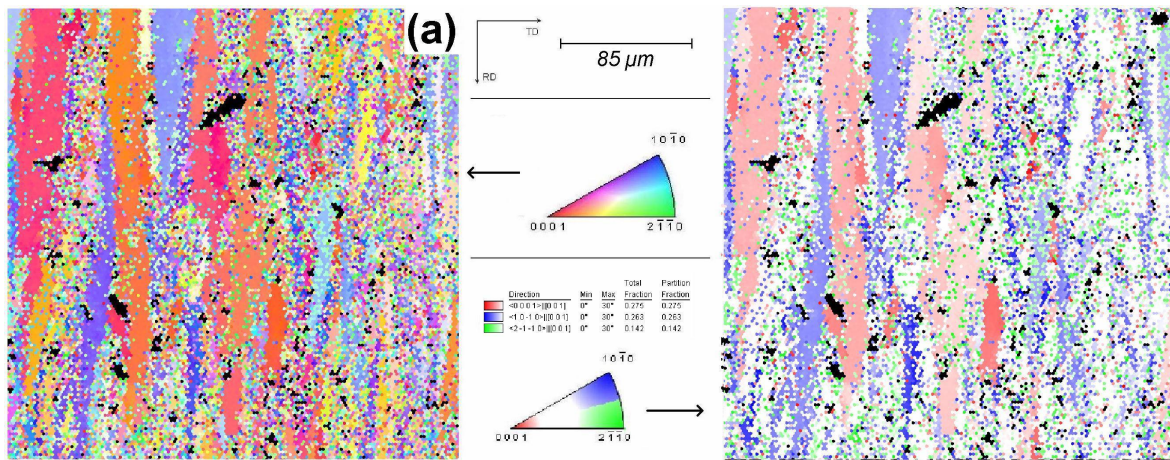 (a)
TD
RD
85 µm
1 0 1̅ 0
0 0 0 1
2 1̅ 1̅ 0
Total Partition
Direction Min Max Fraction Fraction
<0 0 0 1>||[0 0 1] 0° 30° 0.275 0.275
<1 0 -1 0>||[0 0 1] 0° 30° 0.263 0.263
<2 -1 -1 0>||[0 0 1] 0° 30° 0.142 0.142
1 0 1̅ 0
0 0 0 1
2 1̅ 1̅ 0